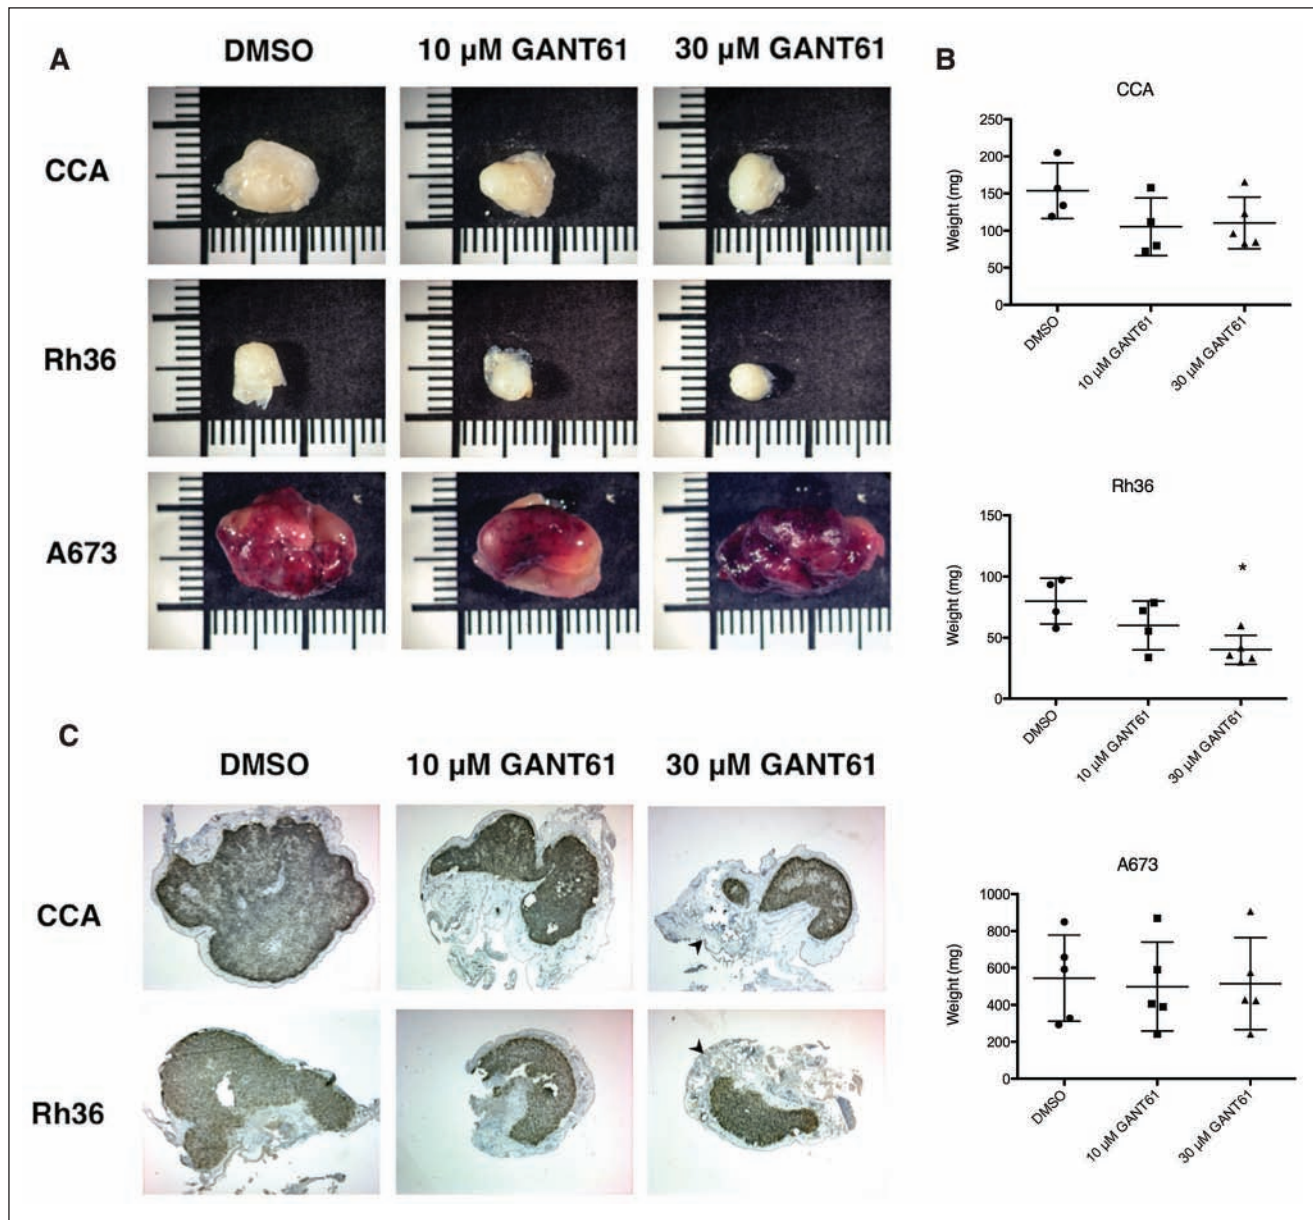 A
DMSO
10 µM GANT61
30 µM GANT61
CCA
Rh36
A673
B
CCA
250
200
150
100
50
0
Weight (mg)
DMSO
10 µM GANT61
30 µM GANT61
Rh36
150
100
50
0
Weight (mg)
*
DMSO
10 µM GANT61
30 µM GANT61
A673
1000
800
600
400
200
0
Weight (mg)
DMSO
10 µM GANT61
30 µM GANT61
C
DMSO
10 µM GANT61
30 µM GANT61
CCA
Rh36